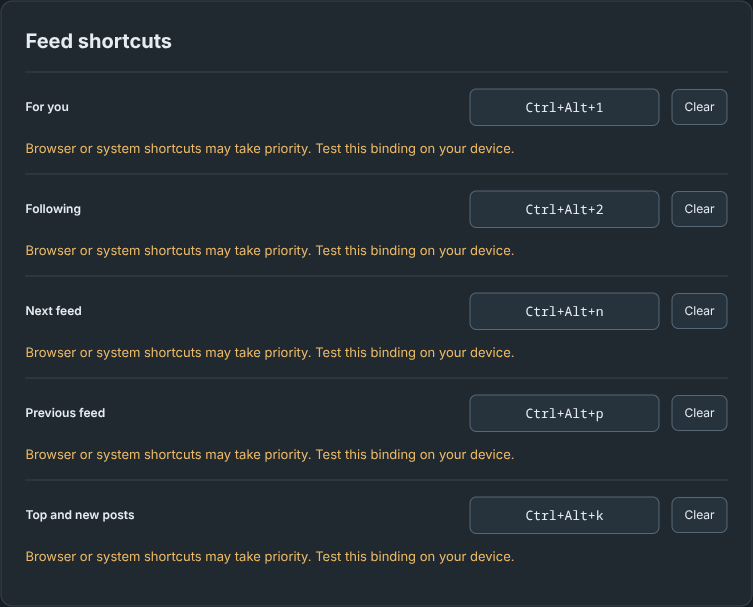 Feed shortcuts
For you Ctrl+Alt+1 Clear
Browser or system shortcuts may take priority. Test this binding on your device.
Following Ctrl+Alt+2 Clear
Browser or system shortcuts may take priority. Test this binding on your device.
Next feed Ctrl+Alt+n Clear
Browser or system shortcuts may take priority. Test this binding on your device.
Previous feed Ctrl+Alt+p Clear
Browser or system shortcuts may take priority. Test this binding on your device.
Top and new posts Ctrl+Alt+k Clear
Browser or system shortcuts may take priority. Test this binding on your device.